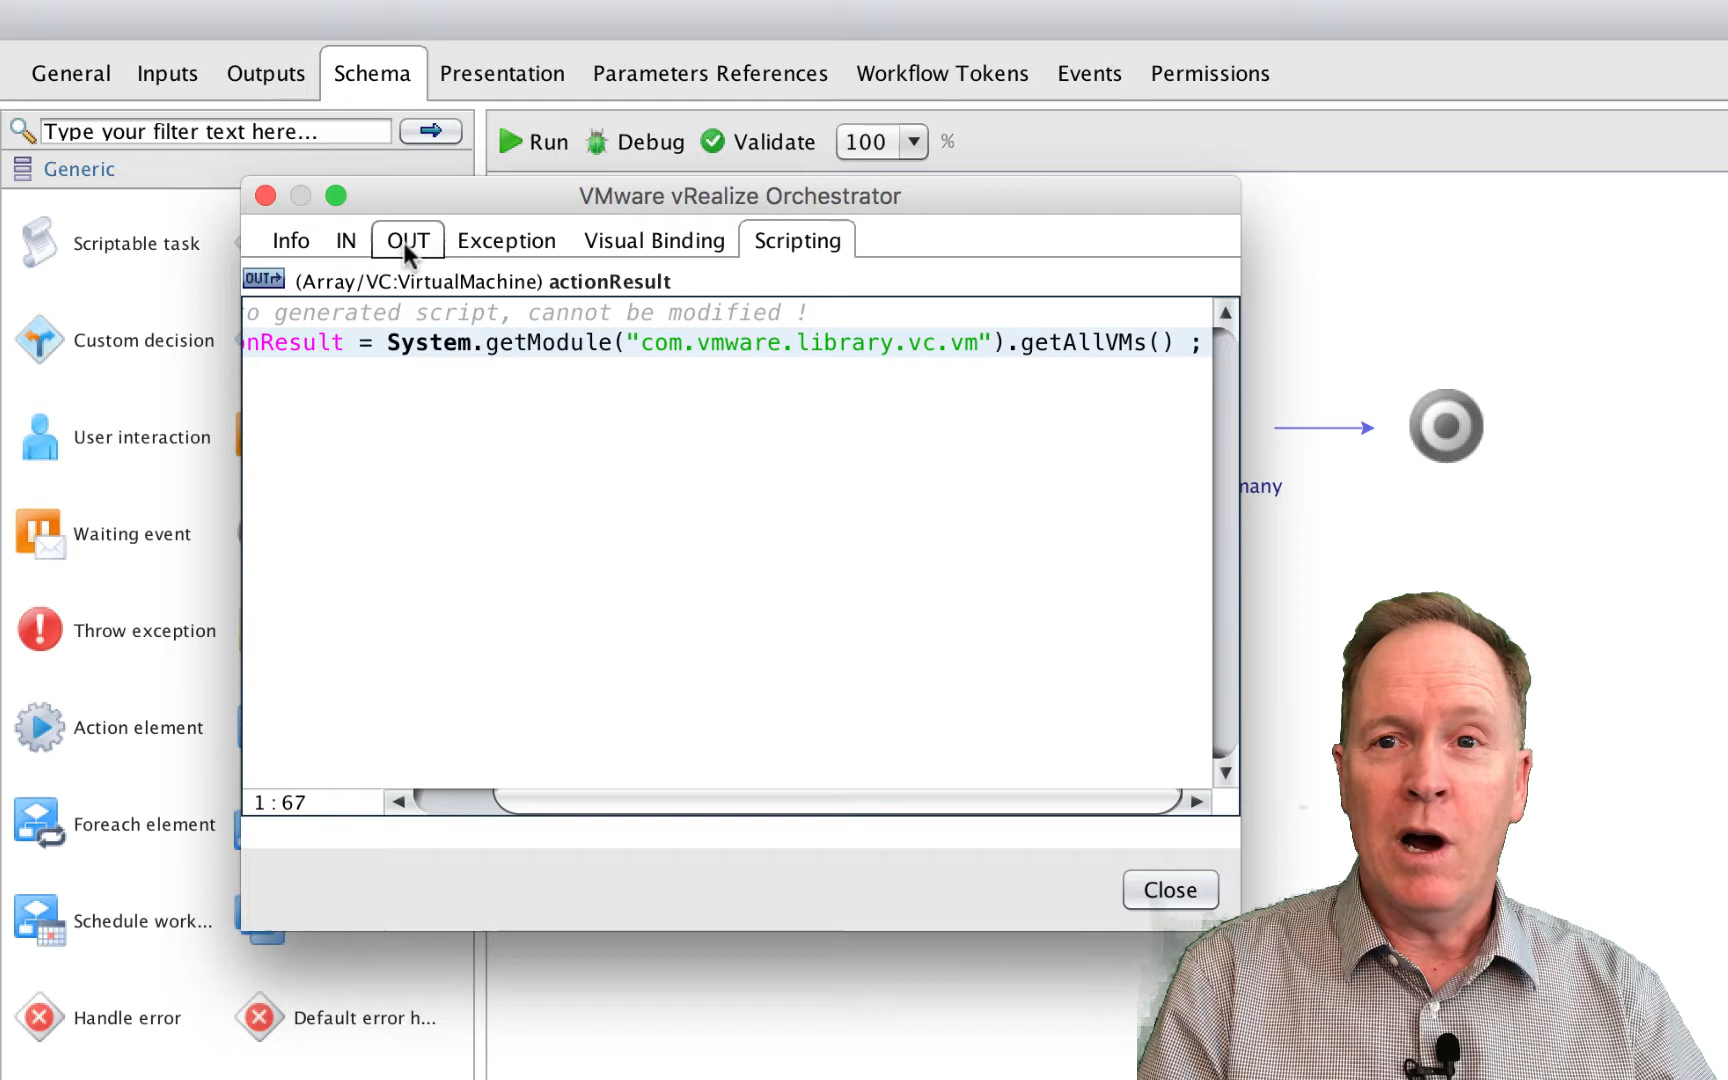 General Inputs Outputs Schema Presentation Parameters References Workflow Tokens Events Permissions
Type your filter text here...
Run Debug Validate 100 %
Generic
VMware vRealize Orchestrator
Info IN OUT Exception Visual Binding Scripting
OUT (Array/VC:VirtualMachine) actionResult
o generated script, cannot be modified !
nResult = System.getModule("com.vmware.library.vc.vm").getAllVMs() ;
1:67
Close
Scriptable task
Custom decision
User interaction
Waiting event
Throw exception
Action element
Foreach element
Schedule work...
Handle error Default error h...
many